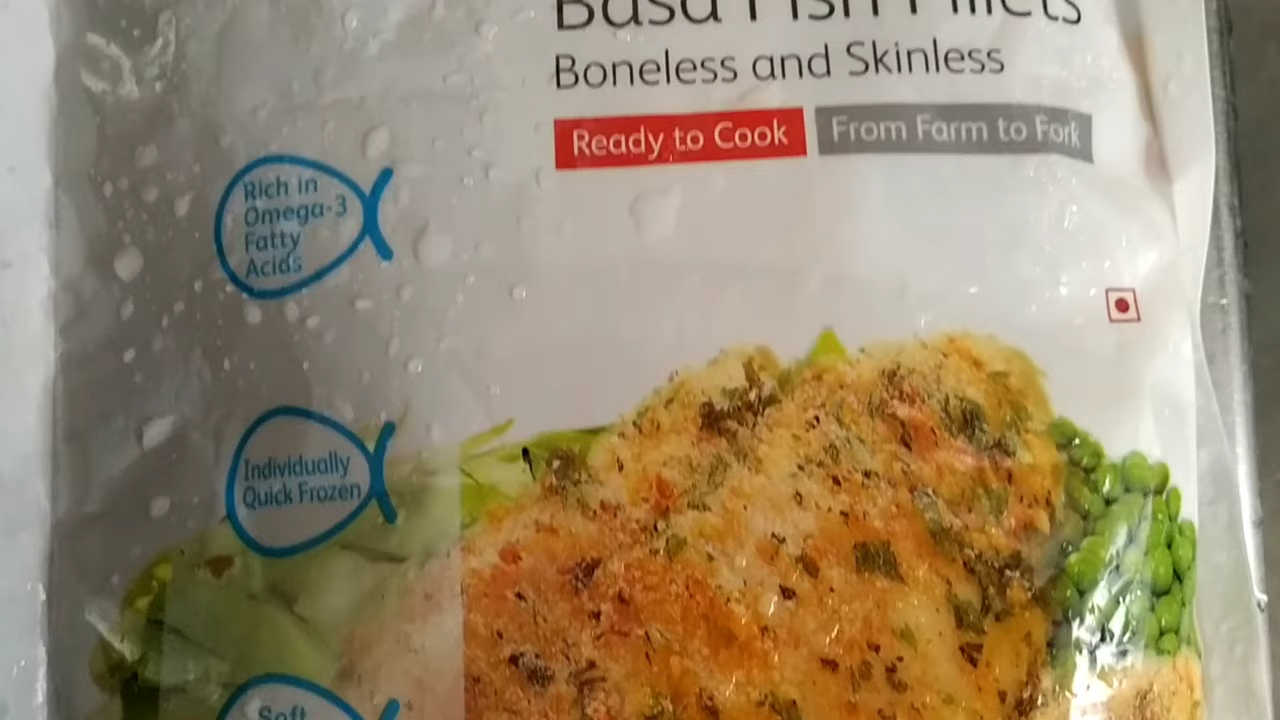 Basa Fish Fillets
Boneless and Skinless
Ready to Cook
From Farm to Fork
Rich in
Omega-3
Fatty
Acids
Individually
Quick Frozen
Soft